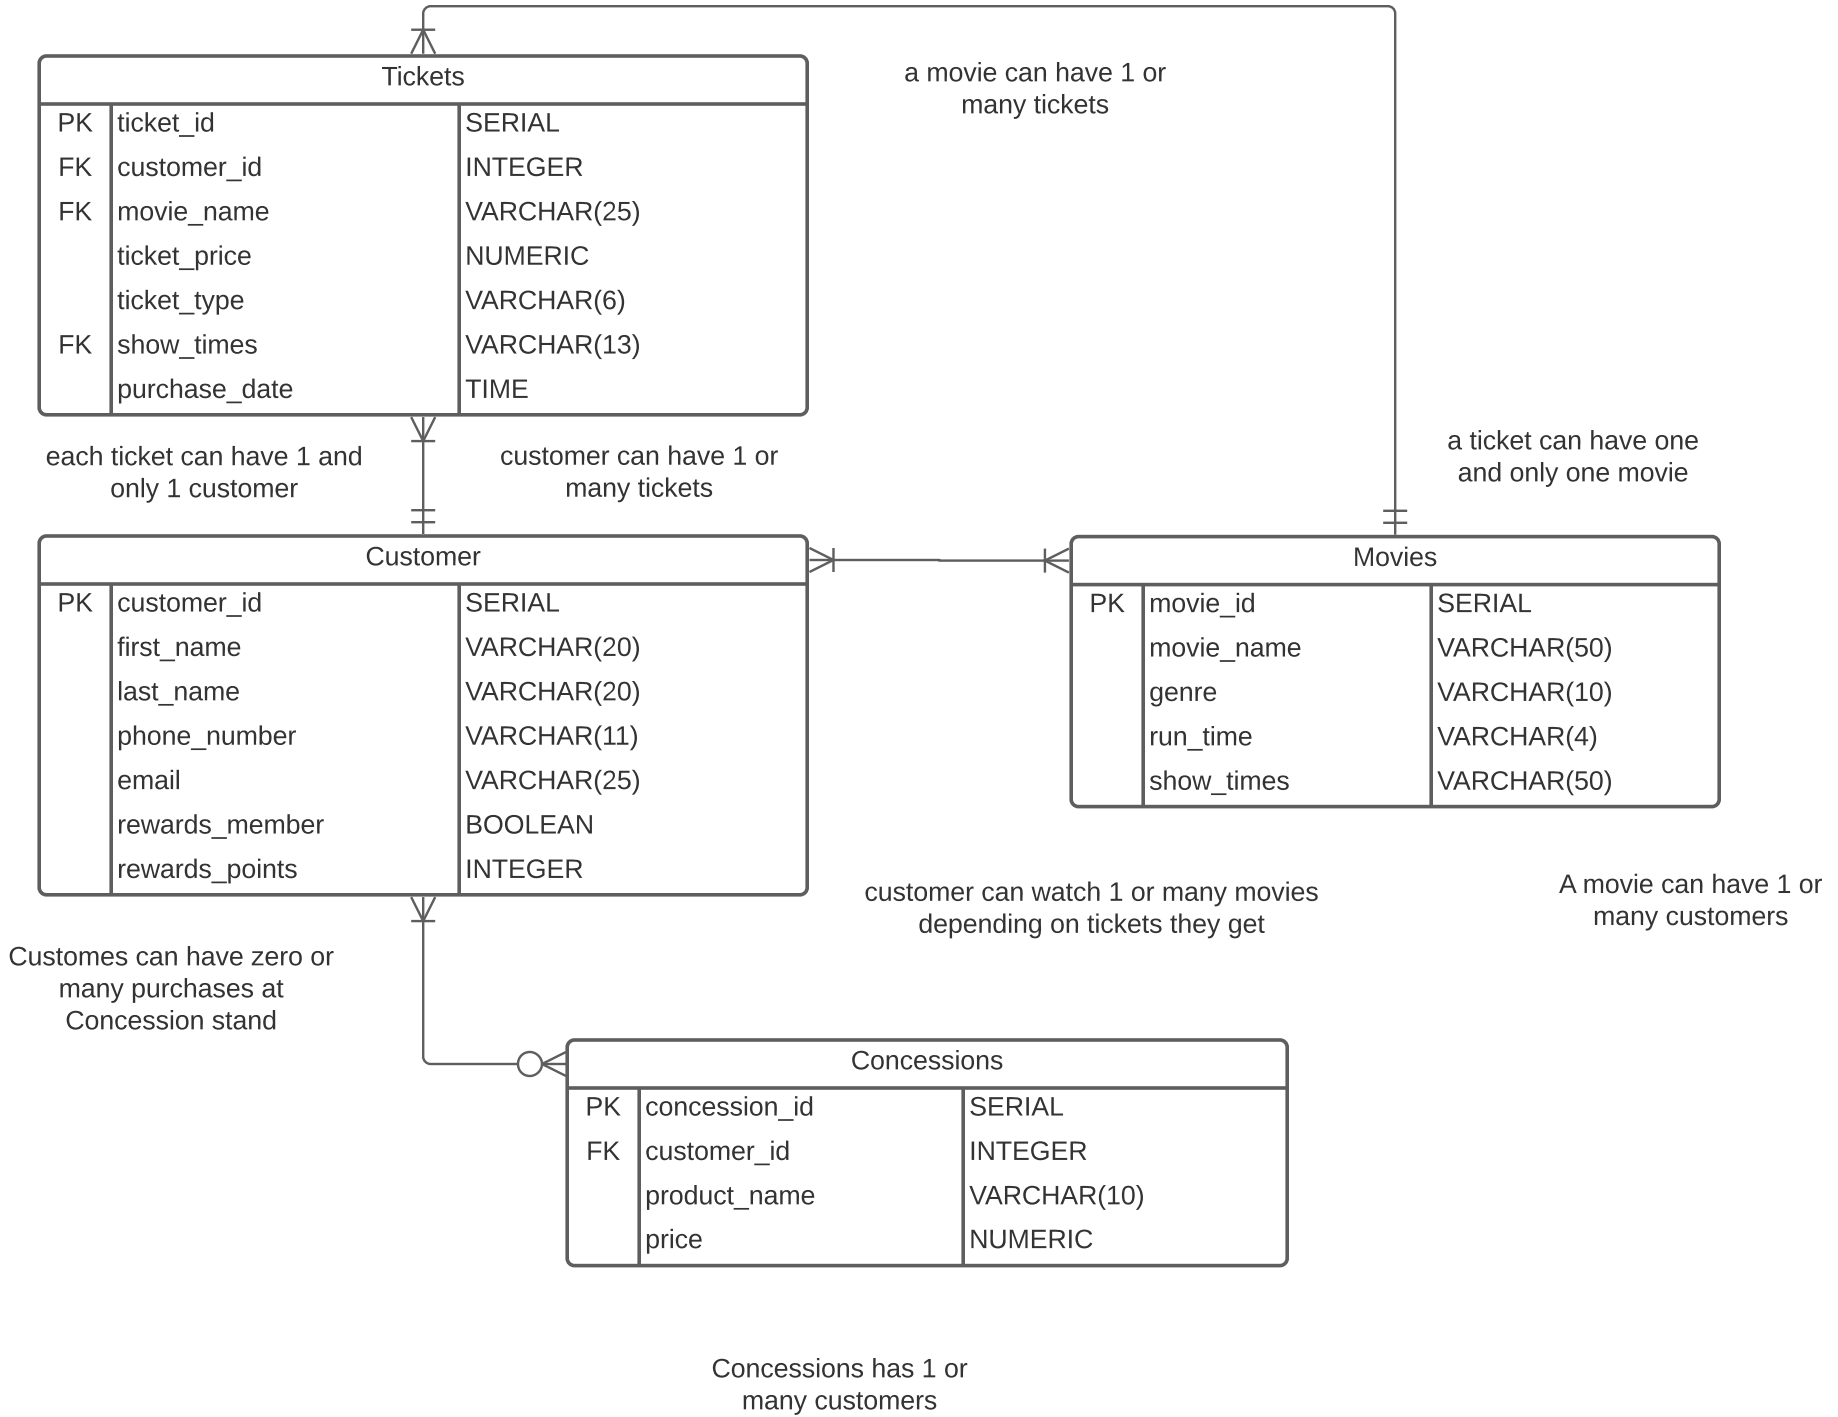 Tickets
PK ticket_id SERIAL
FK customer_id INTEGER
FK movie_name VARCHAR(25)
ticket_price NUMERIC
ticket_type VARCHAR(6)
FK show_times VARCHAR(13)
purchase_date TIME
a movie can have 1 or
many tickets
each ticket can have 1 and
only 1 customer
customer can have 1 or
many tickets
a ticket can have one
and only one movie
Customer
PK customer_id SERIAL
first_name VARCHAR(20)
last_name VARCHAR(20)
phone_number VARCHAR(11)
email VARCHAR(25)
rewards_member BOOLEAN
rewards_points INTEGER
Movies
PK movie_id SERIAL
movie_name VARCHAR(50)
genre VARCHAR(10)
run_time VARCHAR(4)
show_times VARCHAR(50)
customer can watch 1 or many movies
depending on tickets they get
A movie can have 1 or
many customers
Customes can have zero or
many purchases at
Concession stand
Concessions
PK concession_id SERIAL
FK customer_id INTEGER
product_name VARCHAR(10)
price NUMERIC
Concessions has 1 or
many customers